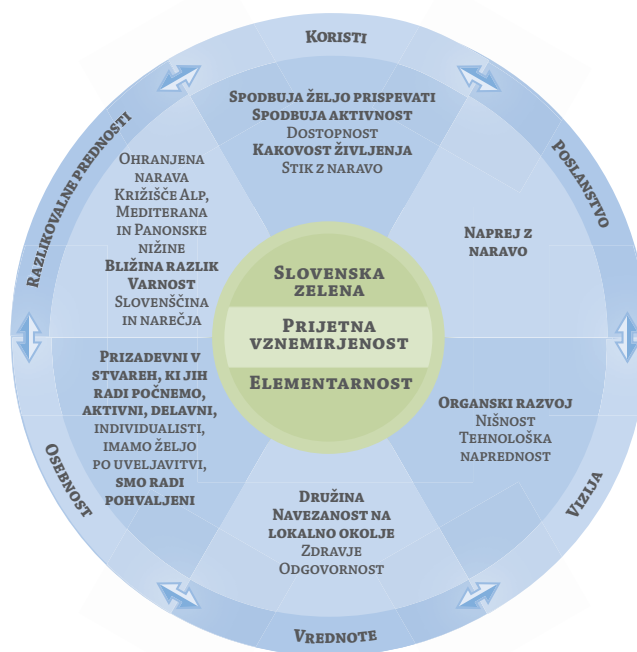 Koristi
Spodbuja željo prispevati
Spodbuja aktivnost
Dostopnost
Kakovost življenja
Stik z naravo
Poslanstvo
Naprej z
naravo
Vizija
Organski razvoj
Nišnost
Tehnološka
naprednost
Vrednote
Družina
Navezanost na
lokalno okolje
Zdravje
Odgovornost
Osebnost
Prizadevni v
stvareh, ki jih
radi počnemo,
aktivni, delavni,
individualisti,
imamo željo
po uveljavitvi,
smo radi
pohvaljeni
Razlikovalne prednosti
Ohranjena
narava
Križišče Alp,
Mediterana
in Panonske
nižine
Bližina razlik
Varnost
Slovenščina
in narečja
Slovenska
zelena
Prijetna
vznemirjenost
Elementarnost